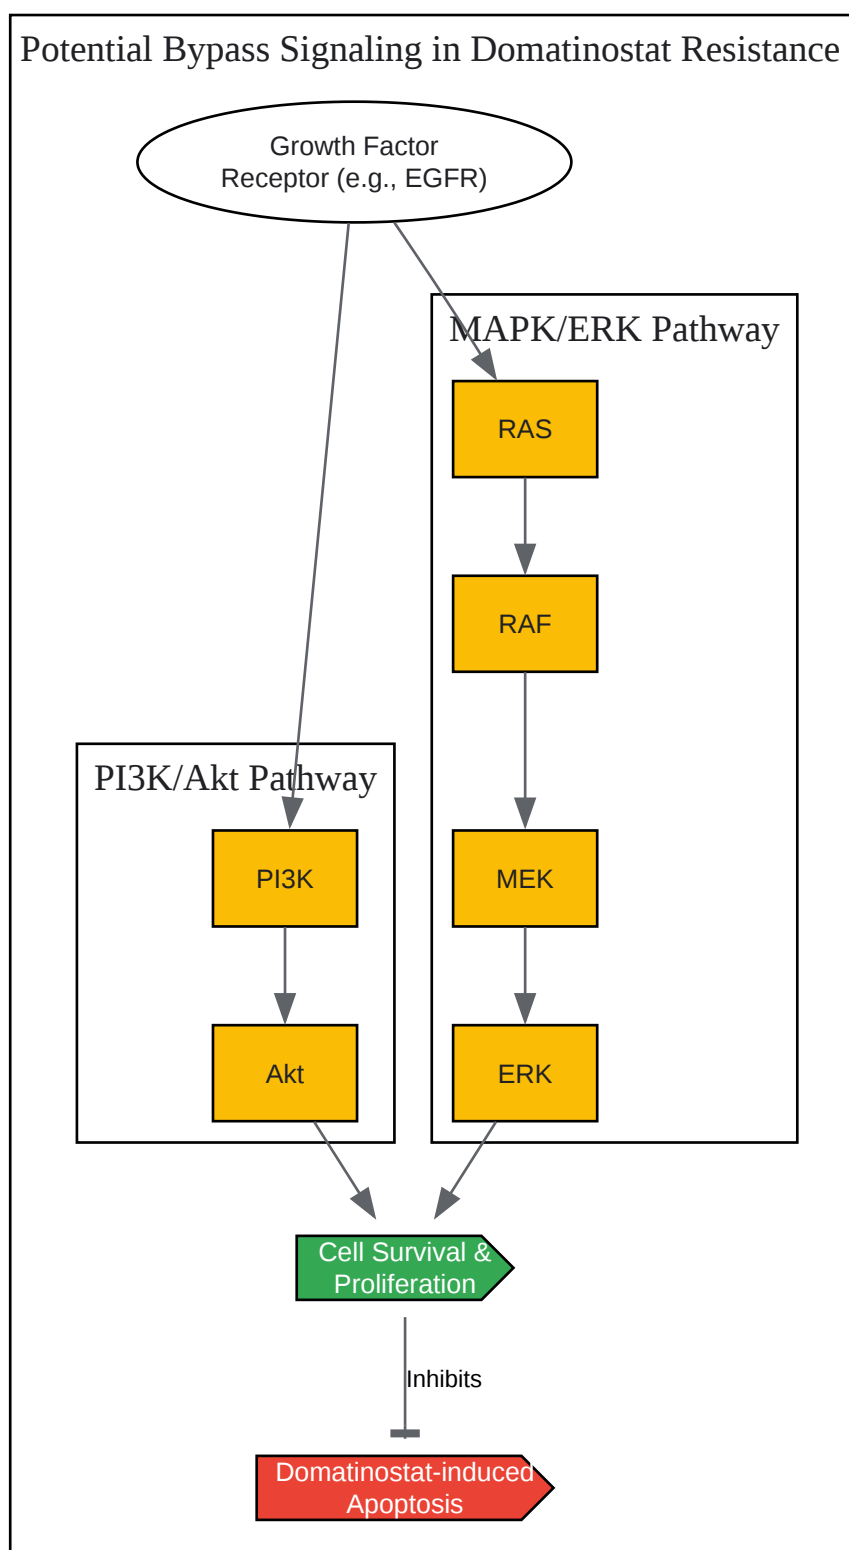 Potential Bypass Signaling in Domatinostat Resistance
Growth Factor
Receptor (e.g., EGFR)
MAPK/ERK Pathway
RAS
RAF
PI3K/Akt Pathway
PI3K
MEK
Akt
ERK
Cell Survival &
Proliferation
Inhibits
Domatinostat-induced
Apoptosis